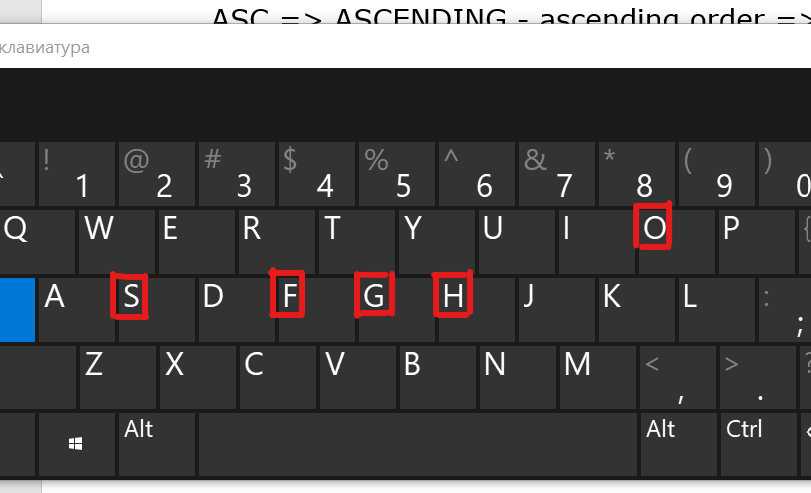 ASC => ASCENDING - ascending order =>
клавиатура
! @ # $ % ^ & * ( )
1 2 3 4 5 6 7 8 9 0
Q W E R T Y U I O P {
A S D F G H J K L : ;
Z X C V B N M < , > . ?
Alt Alt Ctrl